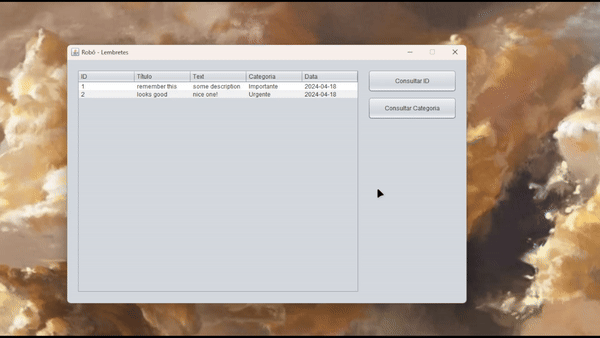 Robô - Lembretes
ID Título Text Categoria Data
1 remember this some description Importante 2024-04-18
2 looks good nice one! Urgente 2024-04-18
Consultar ID
Consultar Categoria